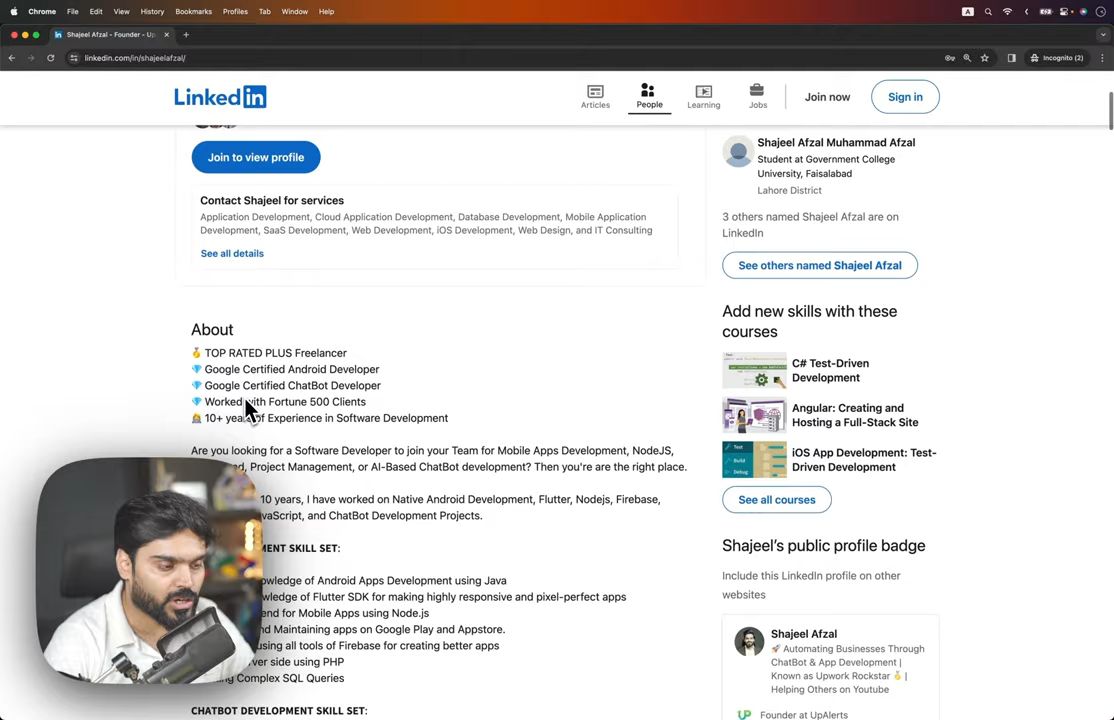 Chrome File Edit View History Bookmarks Profiles Tab Window Help
A
Shajeel Afzal - Founder - Up
linkedin.com/in/shajeelafzal/
Incognito (2)
Linked in
Articles
People
Learning
Jobs
Join now
Sign in
Join to view profile
Contact Shajeel for services
Application Development, Cloud Application Development, Database Development, Mobile Application
Development, SaaS Development, Web Development, iOS Development, Web Design, and IT Consulting
See all details
About
🥇 TOP RATED PLUS Freelancer
💎 Google Certified Android Developer
💎 Google Certified ChatBot Developer
💎 Worked with Fortune 500 Clients
10+ years of Experience in Software Development
Are you looking for a Software Developer to join your Team for Mobile Apps Development, NodeJS,
Project Management, or AI-Based ChatBot development? Then you're the right place.
10 years, I have worked on Native Android Development, Flutter, Nodejs, Firebase,
and ChatBot Development Projects.
SKILL SET:
of Android Apps Development using Java
of Flutter SDK for making highly responsive and pixel-perfect apps
for Mobile Apps using Node.js
and Maintaining apps on Google Play and Appstore.
using all tools of Firebase for creating better apps
side using PHP
Complex SQL Queries
CHATBOT DEVELOPMENT SKILL SET:
Shajeel Afzal Muhammad Afzal
Student at Government College
University, Faisalabad
Lahore District
3 others named Shajeel Afzal are on
LinkedIn
See others named Shajeel Afzal
Add new skills with these
courses
C# Test-Driven
Development
Angular: Creating and
Hosting a Full-Stack Site
iOS App Development: Test-
Driven Development
See all courses
Shajeel's public profile badge
Include this LinkedIn profile on other
websites
Shajeel Afzal
🚀 Automating Businesses Through
ChatBot & App Development |
Known as Upwork Rockstar 🥇 |
Helping Others on Youtube
UP Founder at UpAlerts